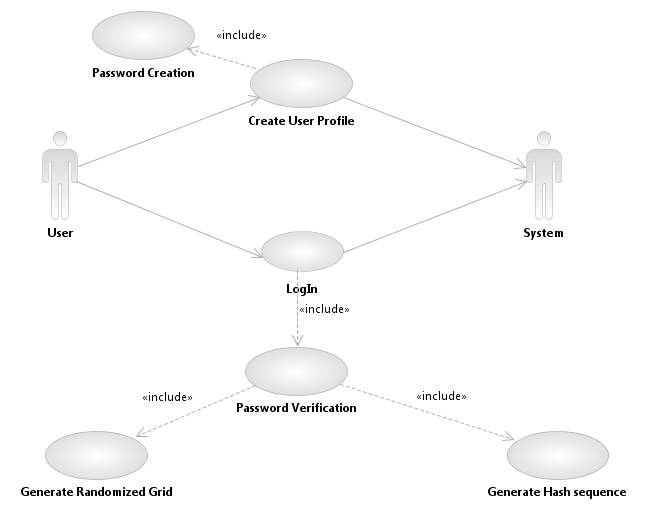 «include»
Password Creation
Create User Profile
User
System
LogIn
«include»
«include»
«include»
Password Verification
Generate Randomized Grid
Generate Hash sequence